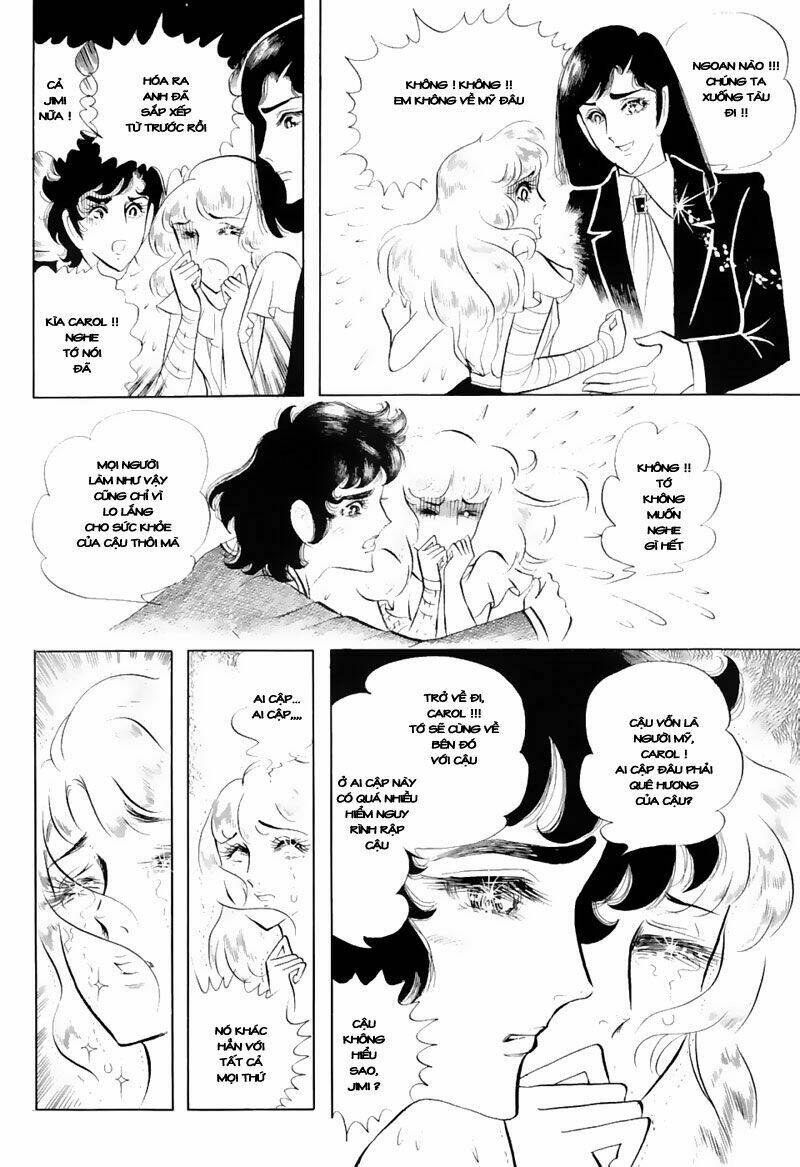 NGOAN NÀO !!!
CHÚNG TA
XUỐNG TẦU
ĐI !!
KHÔNG ! KHÔNG !!
EM KHÔNG VỀ MỸ ĐÂU
HÓA RA
ANH ĐÃ
SẮP XẾP
TỪ TRƯỚC RỒI
CẢ
JIMI
NỮA !
KÌA CAROL !!
NGHE
TỚ NÓI
ĐÃ
KHÔNG !!
TỚ
KHÔNG
MUỐN
NGHE
GÌ HẾT
MỌI NGƯỜI
LÀM NHƯ VẬY
CŨNG CHỈ VÌ
LO LẮNG
CHO SỨC KHỎE
CỦA CẬU THÔI MÀ
CẬU VỐN LÀ
NGƯỜI MỸ,
CAROL !
AI CẬP ĐÂU PHẢI
QUÊ HƯƠNG
CỦA CẬU?
TRỞ VỀ ĐI,
CAROL !!!
TỚ SẼ CÙNG VỀ
BÊN ĐÓ
VỚI CẬU
Ở AI CẬP NÀY
CÓ QUÁ NHIỀU
HIỂM NGUY
RÌNH RẬP
CẬU
CẬU
KHÔNG
HIỂU
SAO,
JIMI ?
AI CẬP...
AI CẬP,,,,
NÓ KHÁC
HẲN VỚI
TẤT CẢ
MỌI THỨ